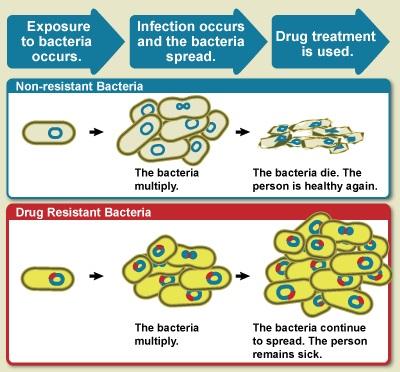 Exposure
to bacteria
occurs.
Infection occurs
and the bacteria
spread.
Drug treatment
is used.
Non-resistant Bacteria
The bacteria
multiply.
The bacteria die. The
person is healthy again.
Drug Resistant Bacteria
The bacteria
multiply.
The bacteria continue
to spread. The person
remains sick.